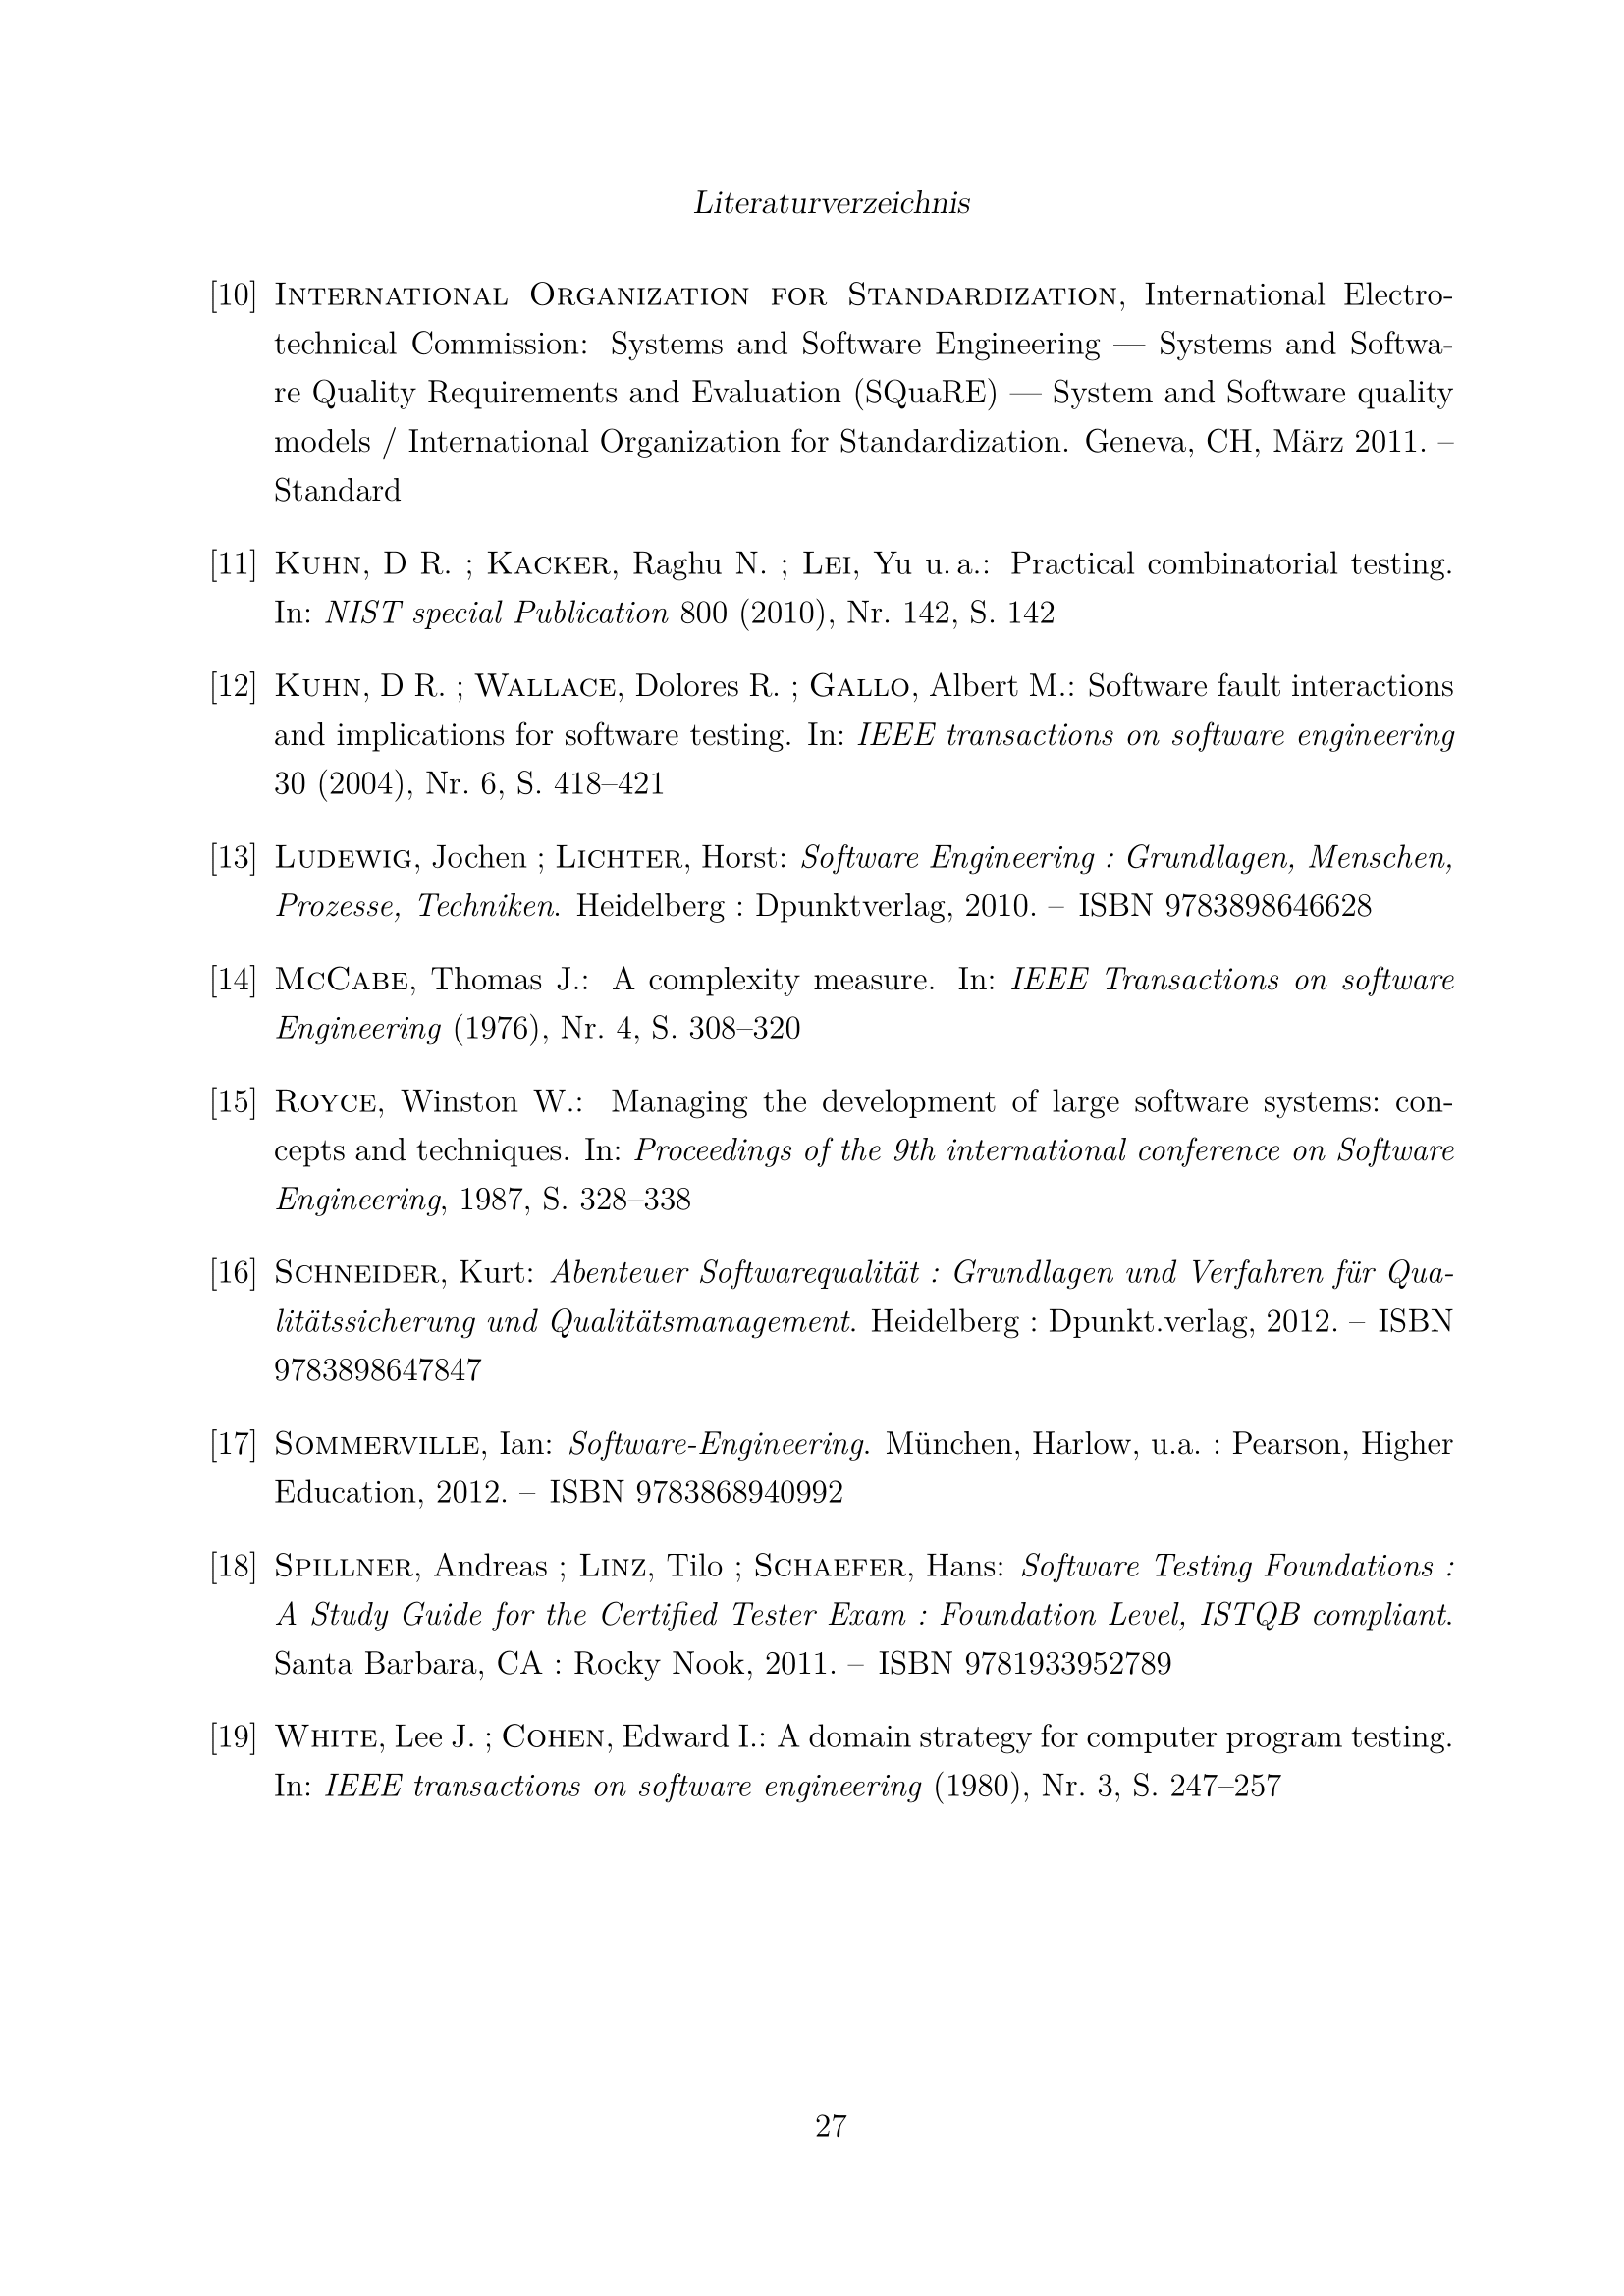 Literaturverzeichnis
[10] International Organization for Standardization, International Electro-
technical Commission: Systems and Software Engineering — Systems and Softwa-
re Quality Requirements and Evaluation (SQuaRE) — System and Software quality
models / International Organization for Standardization. Geneva, CH, März 2011. –
Standard
[11] Kuhn, D R. ; Kacker, Raghu N. ; Lei, Yu u. a.: Practical combinatorial testing.
In: NIST special Publication 800 (2010), Nr. 142, S. 142
[12] Kuhn, D R. ; Wallace, Dolores R. ; Gallo, Albert M.: Software fault interactions
and implications for software testing. In: IEEE transactions on software engineering
30 (2004), Nr. 6, S. 418–421
[13] Ludewig, Jochen ; Lichter, Horst: Software Engineering : Grundlagen, Menschen,
Prozesse, Techniken. Heidelberg : Dpunktverlag, 2010. – ISBN 9783898646628
[14] McCabe, Thomas J.: A complexity measure. In: IEEE Transactions on software
Engineering (1976), Nr. 4, S. 308–320
[15] Royce, Winston W.: Managing the development of large software systems: con-
cepts and techniques. In: Proceedings of the 9th international conference on Software
Engineering, 1987, S. 328–338
[16] Schneider, Kurt: Abenteuer Softwarequalität : Grundlagen und Verfahren für Qua-
litätssicherung und Qualitätsmanagement. Heidelberg : Dpunkt.verlag, 2012. – ISBN
9783898647847
[17] Sommerville, Ian: Software-Engineering. München, Harlow, u.a. : Pearson, Higher
Education, 2012. – ISBN 9783868940992
[18] Spillner, Andreas ; Linz, Tilo ; Schaefer, Hans: Software Testing Foundations :
A Study Guide for the Certified Tester Exam : Foundation Level, ISTQB compliant.
Santa Barbara, CA : Rocky Nook, 2011. – ISBN 9781933952789
[19] White, Lee J. ; Cohen, Edward I.: A domain strategy for computer program testing.
In: IEEE transactions on software engineering (1980), Nr. 3, S. 247–257
27